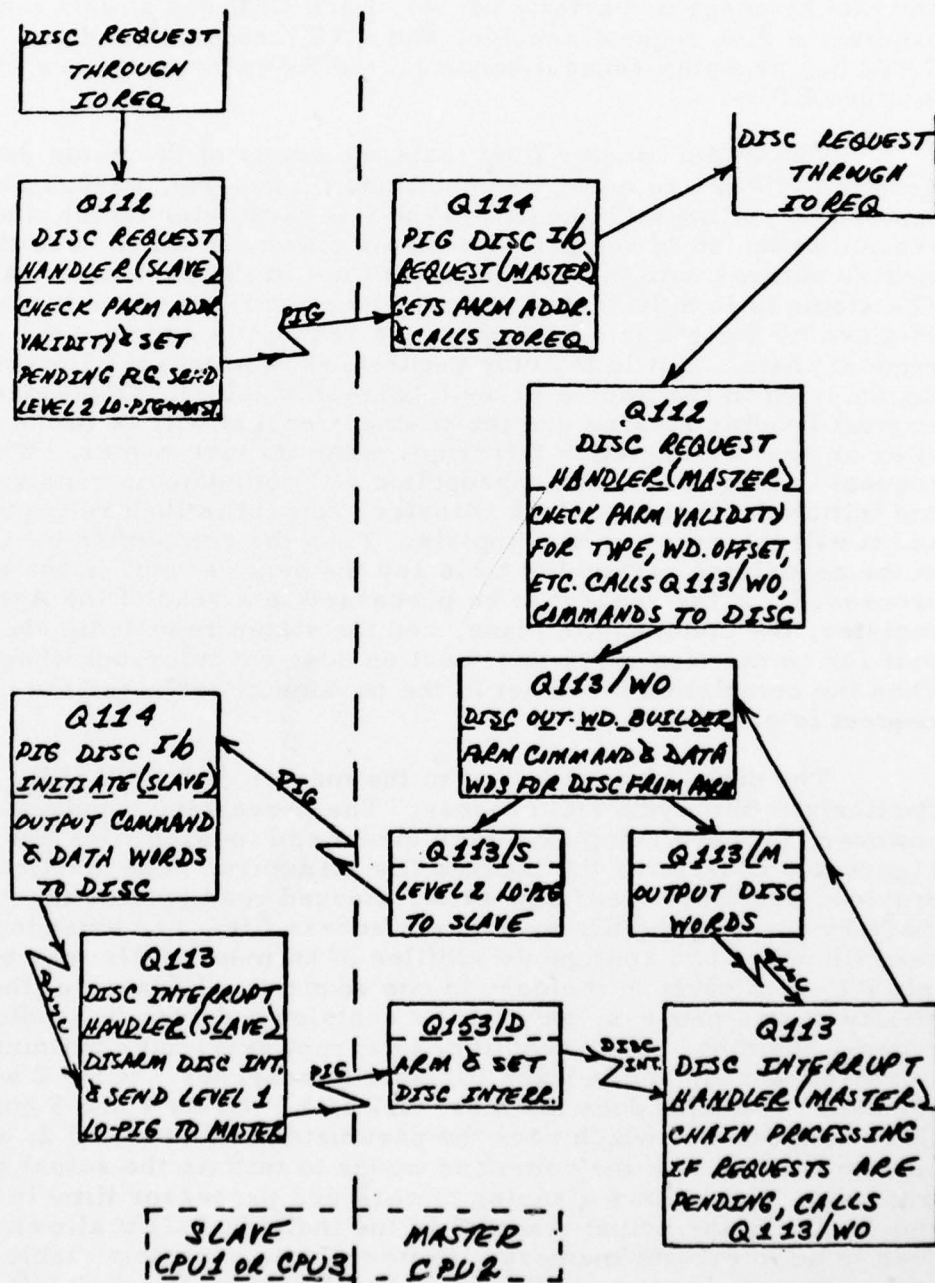 DISC REQUEST
THROUGH
IOREQ
Q112
DISC REQUEST
HANDLER (SLAVE)
CHECK PARM ADDR
VALIDITY & SET
PENDING RQ SEND
LEVEL 2 LO-PIG
PIG
Q114
PIG DISC I/O
REQUEST (MASTER)
GETS PARM ADDR.
& CALLS IOREQ
DISC REQUEST
THROUGH
IOREQ
Q112
DISC REQUEST
HANDLER (MASTER)
CHECK PARM VALIDITY
FOR TYPE, WD. OFFSET,
ETC. CALLS Q113/WO,
COMMANDS TO DISC
Q113/WO
DISC OUT-WD. BUILDER
ARM COMMAND & DATA
WDS FOR DISC FROM
Q113/S
LEVEL 2 LO-PIG
TO SLAVE
Q113/M
OUTPUT DISC
WORDS
PIG
Q114
PIG DISC I/O
INITIATE (SLAVE)
OUTPUT COMMAND
& DATA WORDS
TO DISC
DISC
Q113
DISC INTERRUPT
HANDLER (SLAVE)
DISARM DISC INT.
& SEND LEVEL 1
LO-PIG TO MASTER
PIG
Q153/D
ARM & SET
DISC INTERR.
DISC
INT.
DISC
Q113
DISC INTERRUPT
HANDLER (MASTER)
CHAIN PROCESSING
IF REQUESTS ARE
PENDING, CALLS
Q113/WO
SLAVE
CPU1 OR CPU3
MASTER
CPU2